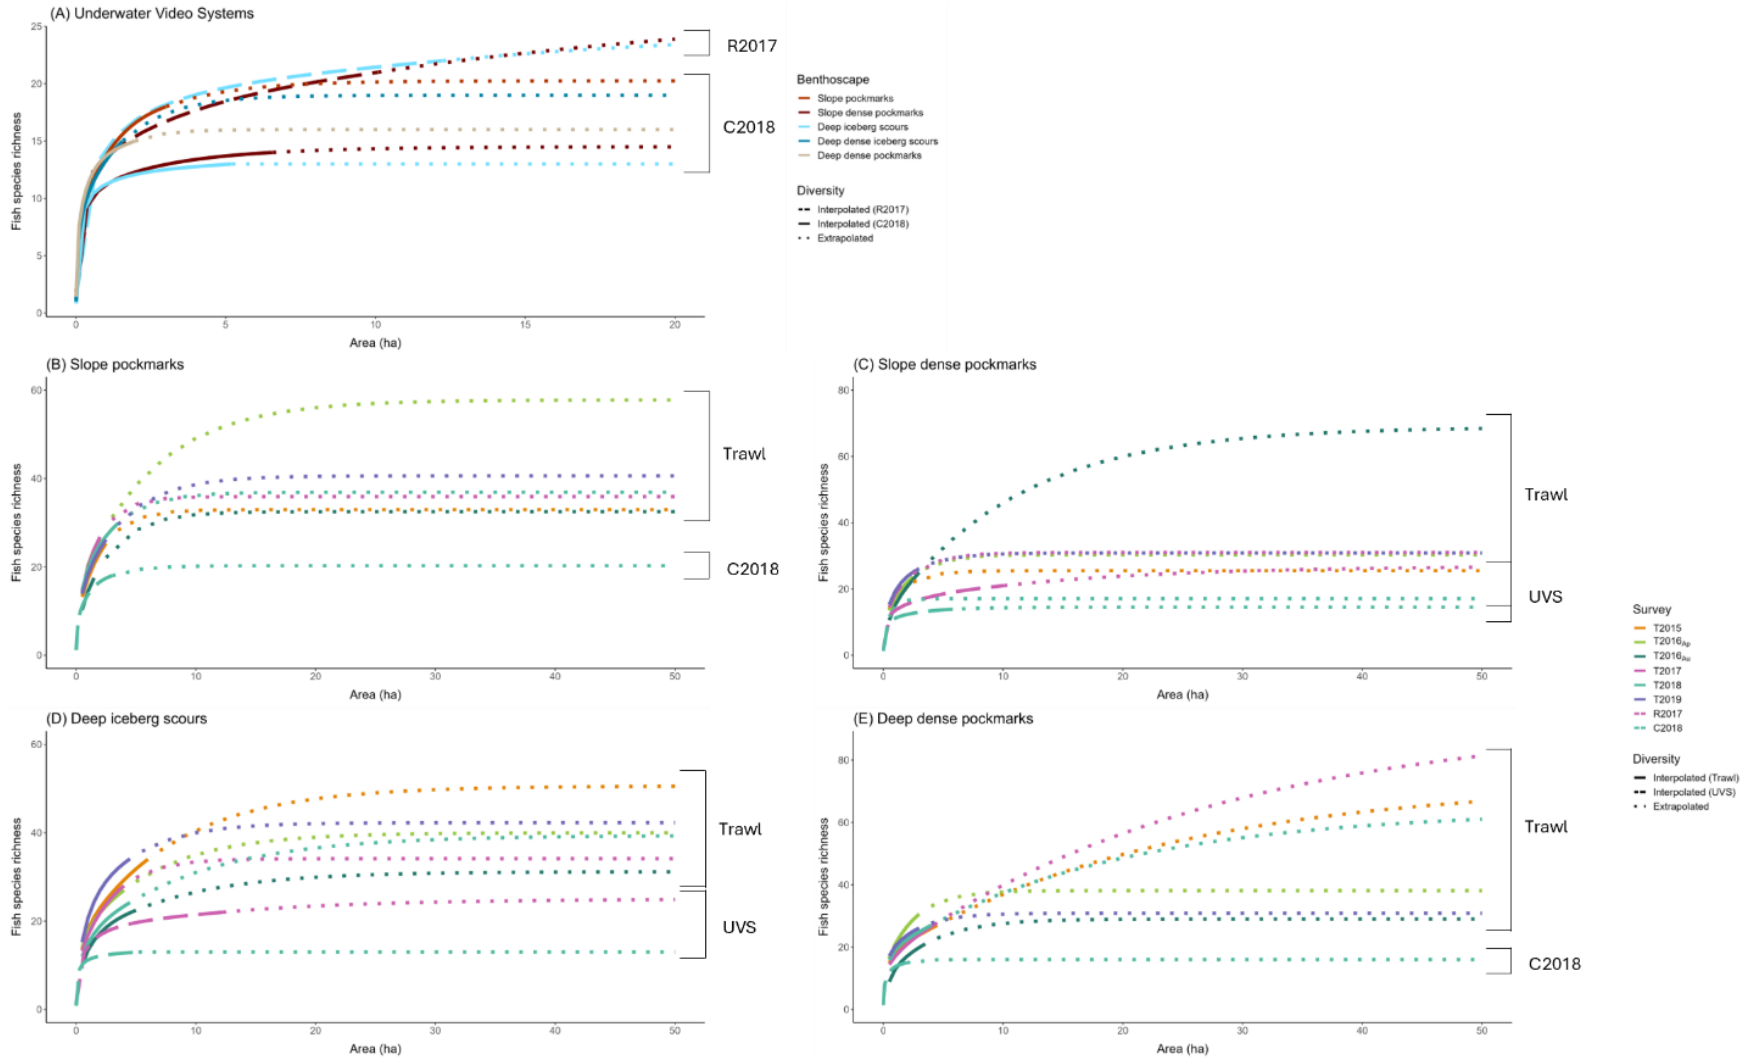 (A) Underwater Video Systems
25
20
15
10
5
0
Fish species richness
0 5 10 15 20
Area (ha)
R2017
C2018
Benthoscape
Slope pockmarks
Slope dense pockmarks
Deep iceberg scours
Deep dense iceberg scours
Deep dense pockmarks
Diversity
Interpolated (R2017)
Interpolated (C2018)
Extrapolated
(B) Slope pockmarks
60
40
20
0
Fish species richness
0 10 20 30 40 50
Area (ha)
Trawl
C2018
(C) Slope dense pockmarks
80
60
40
20
0
Fish species richness
0 10 20 30 40 50
Area (ha)
Trawl
UVS
(D) Deep iceberg scours
60
40
20
0
Fish species richness
0 10 20 30 40 50
Area (ha)
Trawl
UVS
(E) Deep dense pockmarks
80
60
40
20
0
Fish species richness
0 10 20 30 40 50
Area (ha)
Trawl
C2018
Survey
T2015
T2016Ap
T2016Au
T2017
T2018
T2019
R2017
C2018
Diversity
Interpolated (Trawl)
Interpolated (UVS)
Extrapolated